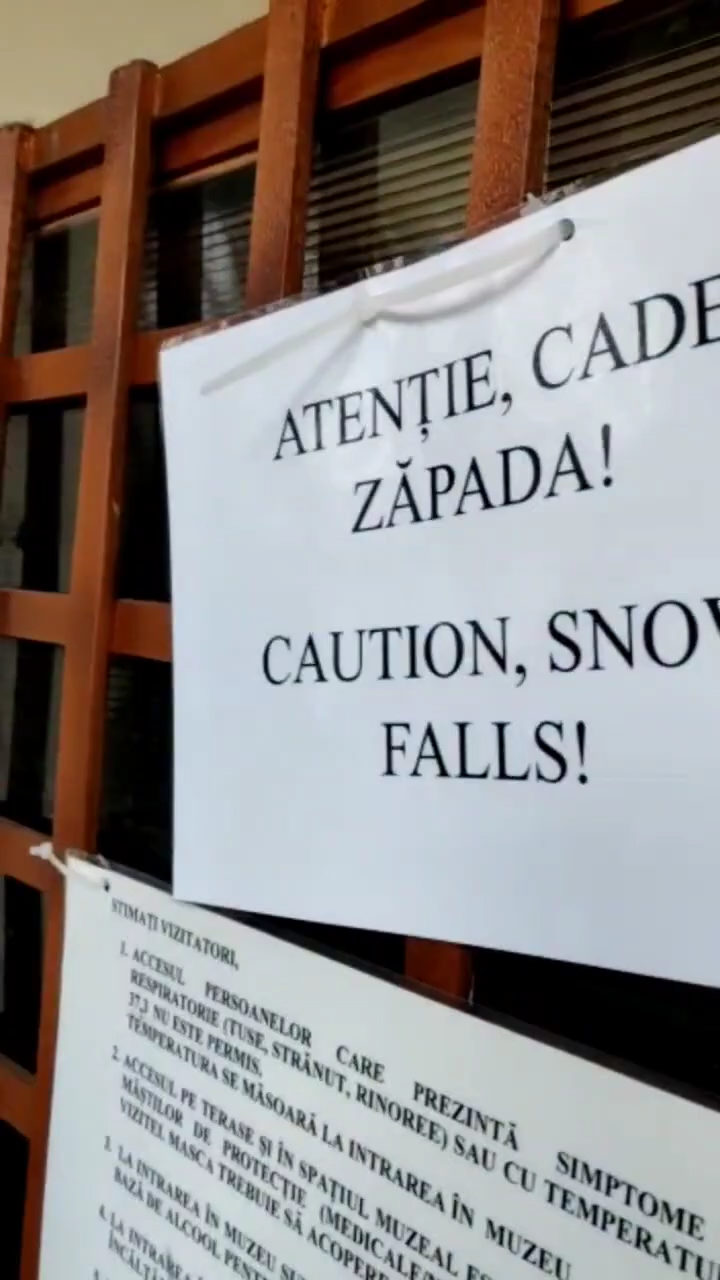 ATENȚIE, CADE
ZĂPADA!
CAUTION, SNOW
FALLS!
STIMAȚI VIZITATORI,
1. ACCESUL PERSOANELOR CARE PREZINTĂ SIMPTOME
RESPIRATORIE (TUSE, STRĂNUT, RINOREE) SAU CU TEMPERATU
37,3 NU ESTE PERMIS.
TEMPERATURA SE MĂSOARĂ LA INTRAREA ÎN MUZEU
2. ACCESUL PE TERASE ȘI ÎN SPAȚIUL MUZEAL
MĂȘTILOR DE PROTECȚIE (MEDICALE/
VIZITEI. MASCA TREBUIE SĂ ACOPERE
3. LA INTRAREA ÎN MUZEU
BAZĂ DE ALCOOL
4. LA INTRAREA